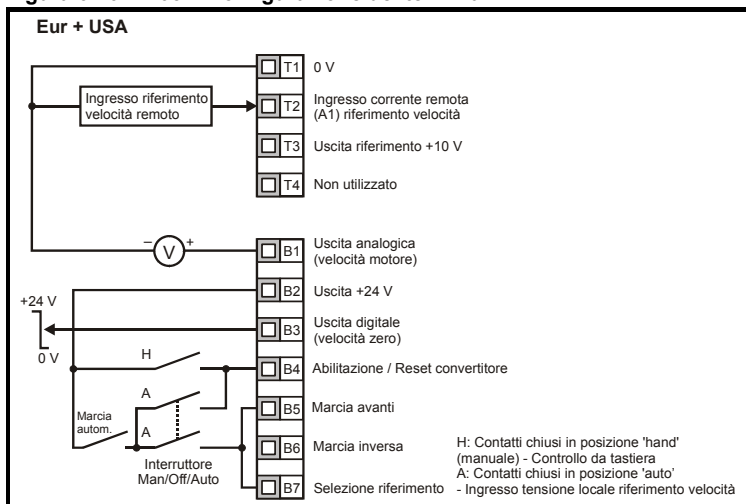 Eur + USA
T1 0 V
Ingresso riferimento
velocità remoto
T2 Ingresso corrente remota
(A1) riferimento velocità
T3 Uscita riferimento +10 V
T4 Non utilizzato
– V +
B1 Uscita analogica
(velocità motore)
B2 Uscita +24 V
+24 V
0 V
B3 Uscita digitale
(velocità zero)
H
B4 Abilitazione / Reset convertitore
A
B5 Marcia avanti
Marcia
autom.
A
B6 Marcia inversa
Interruttore
Man/Off/Auto
B7 Selezione riferimento
H: Contatti chiusi in posizione 'hand'
(manuale) - Controllo da tastiera
A: Contatti chiusi in posizione 'auto'
- Ingresso tensione locale riferimento velocità